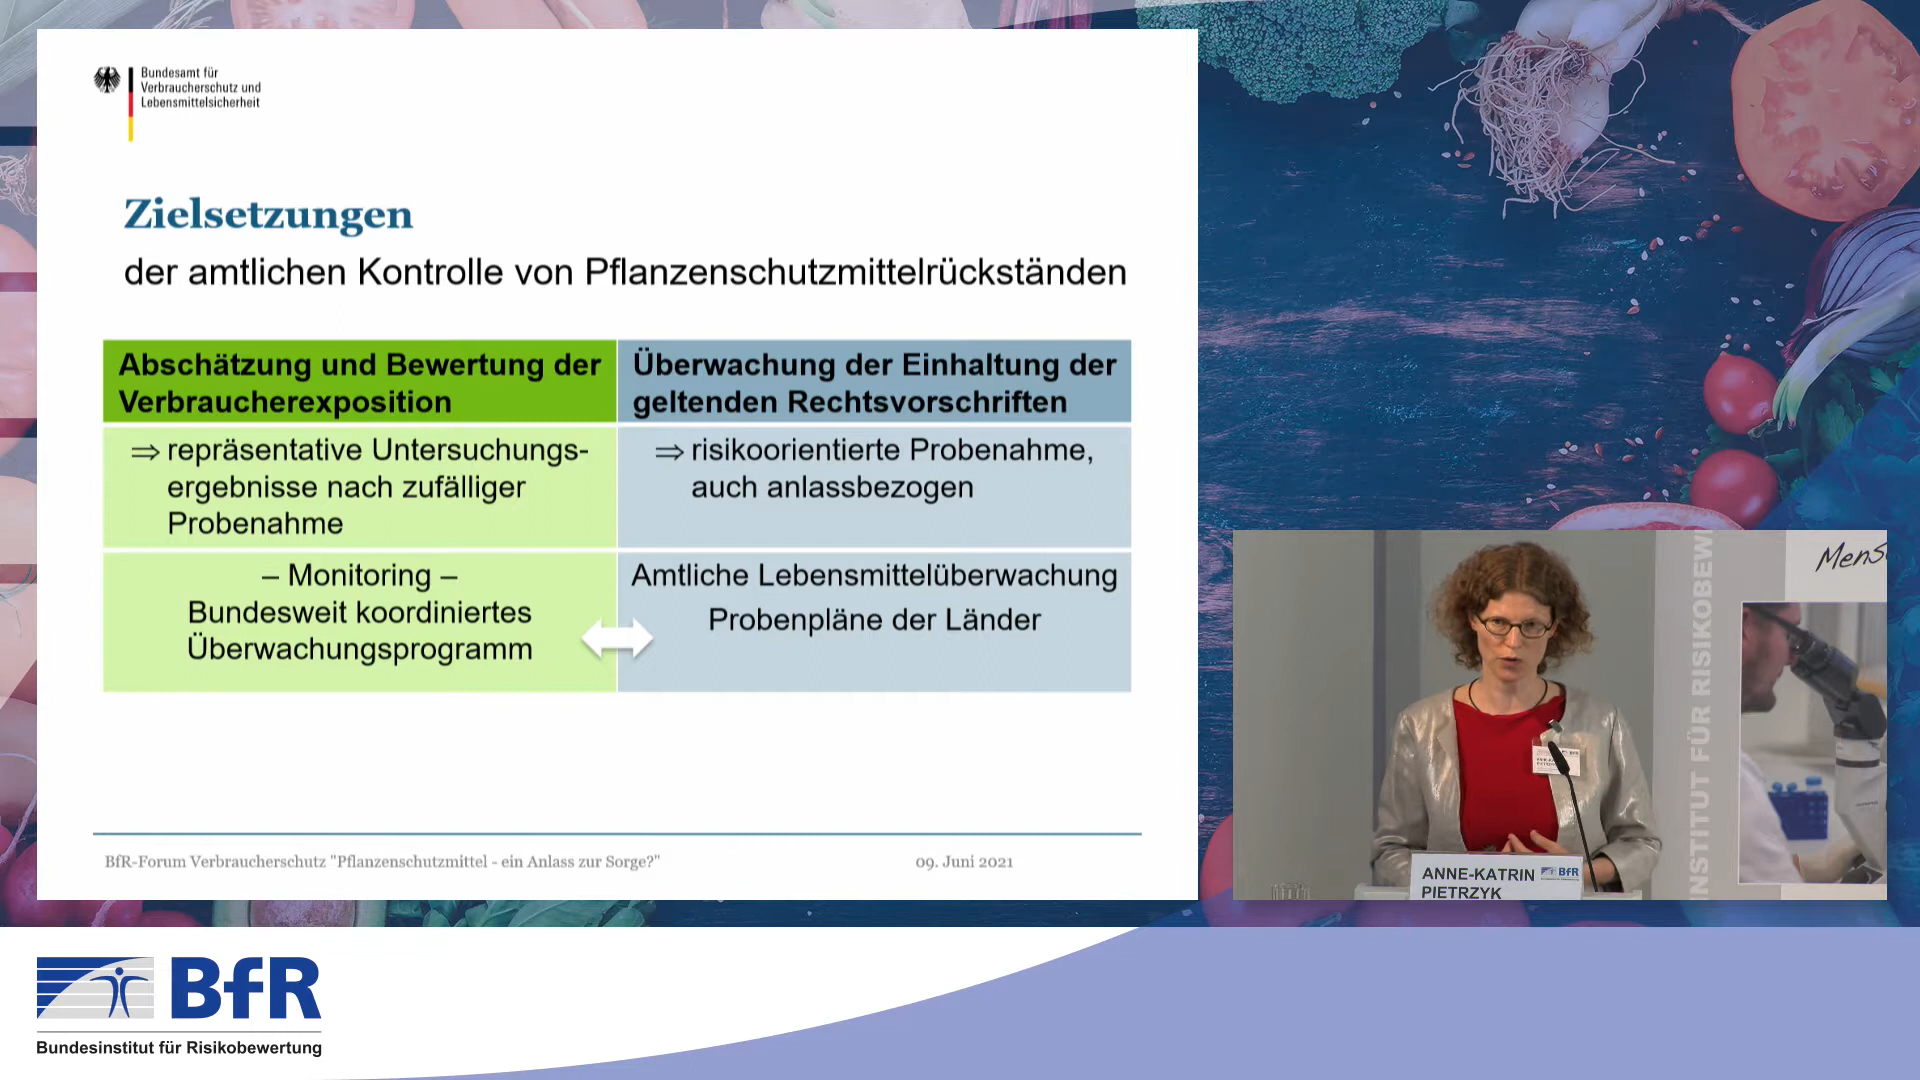 Bundesamt für
Verbraucherschutz und
Lebensmittelsicherheit
Zielsetzungen
der amtlichen Kontrolle von Pflanzenschutzmittelrückständen
Abschätzung und Bewertung der
Verbraucherexposition
Überwachung der Einhaltung der
geltenden Rechtsvorschriften
⇒ repräsentative Untersuchungs-
ergebnisse nach zufälliger
Probenahme
⇒ risikoorientierte Probenahme,
auch anlassbezogen
– Monitoring –
Bundesweit koordiniertes
Überwachungsprogramm
Amtliche Lebensmittelüberwachung
Probenpläne der Länder
BfR-Forum Verbraucherschutz "Pflanzenschutzmittel - ein Anlass zur Sorge?"
09. Juni 2021
INSTITUT FÜR RISIKOBEW
Mens
ANNE-KATRIN
PIETRZYK
BfR
BfR
Bundesinstitut für Risikobewertung